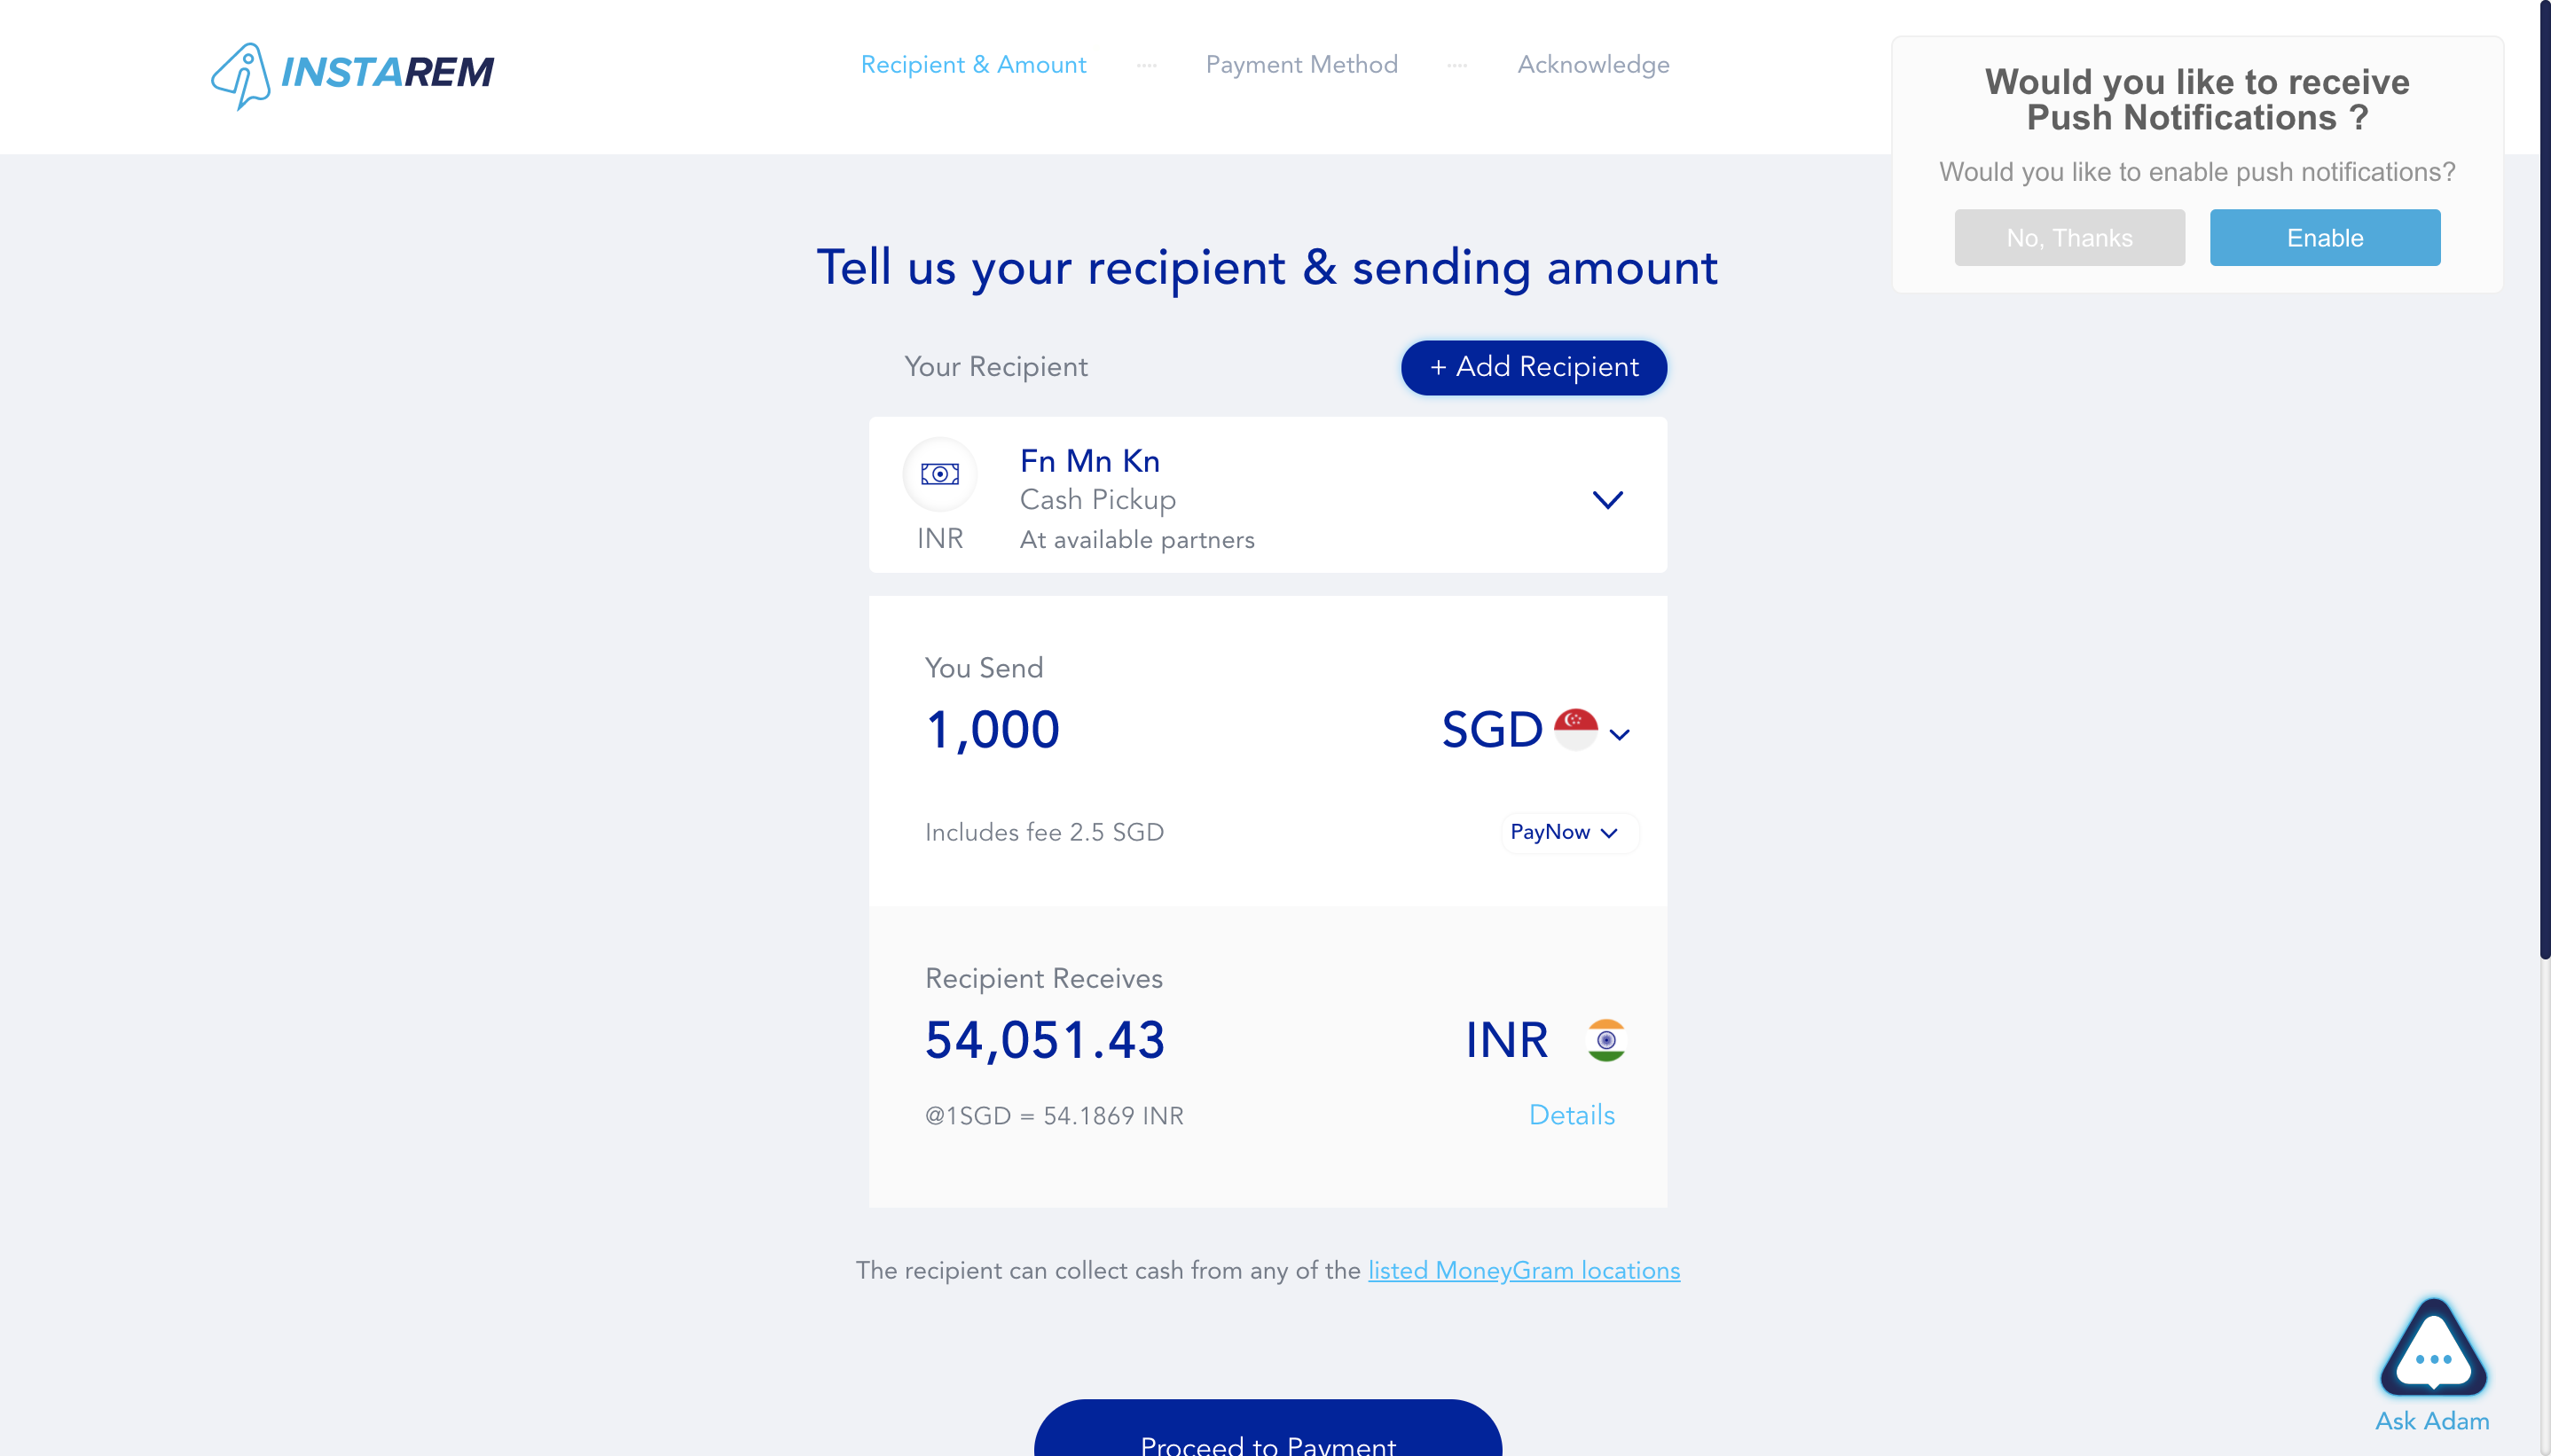 INSTAREM
Recipient & Amount
Payment Method
Acknowledge
Would you like to receive
Push Notifications ?
Would you like to enable push notifications?
No, Thanks
Enable
Tell us your recipient & sending amount
Your Recipient
+ Add Recipient
Fn Mn Kn
Cash Pickup
INR
At available partners
You Send
1,000
SGD
Includes fee 2.5 SGD
PayNow
Recipient Receives
54,051.43
INR
@1SGD = 54.1869 INR
Details
The recipient can collect cash from any of the listed MoneyGram locations
Proceed to Payment
Ask Adam